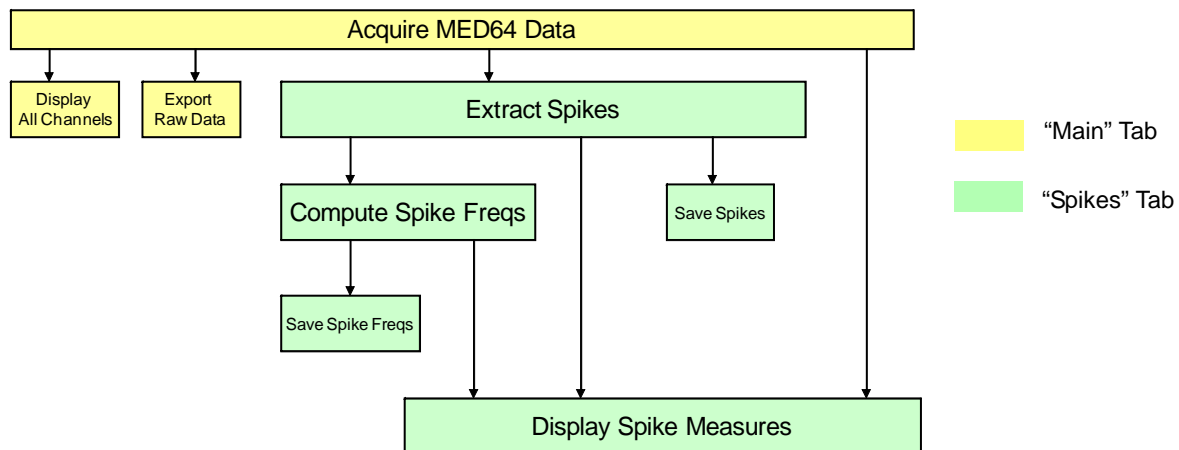 Acquire MED64 Data
Display
All Channels
Export
Raw Data
Extract Spikes
“Main” Tab
“Spikes” Tab
Compute Spike Freqs
Save Spikes
Save Spike Freqs
Display Spike Measures